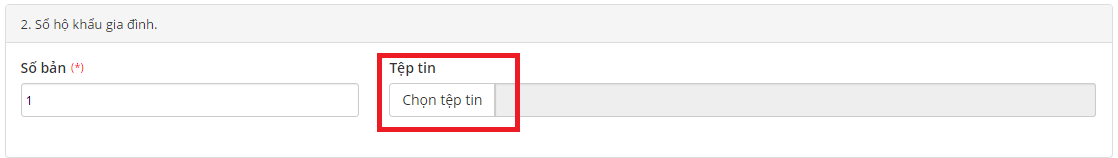 2. Số hộ khẩu gia đình.
Số bản (*)
Tệp tin
1
Chọn tệp tin